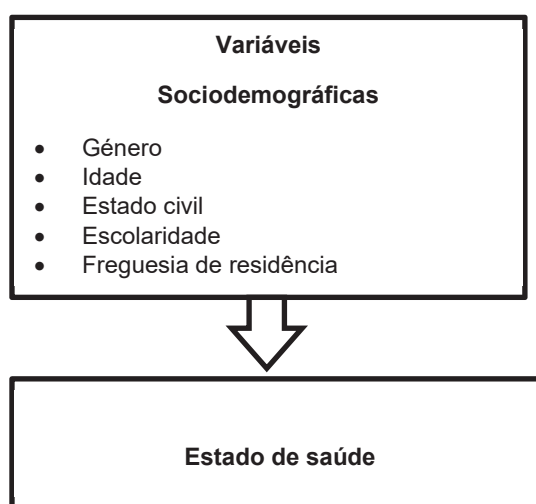 Variáveis
Sociodemográficas
• Género
• Idade
• Estado civil
• Escolaridade
• Freguesia de residência
Estado de saúde